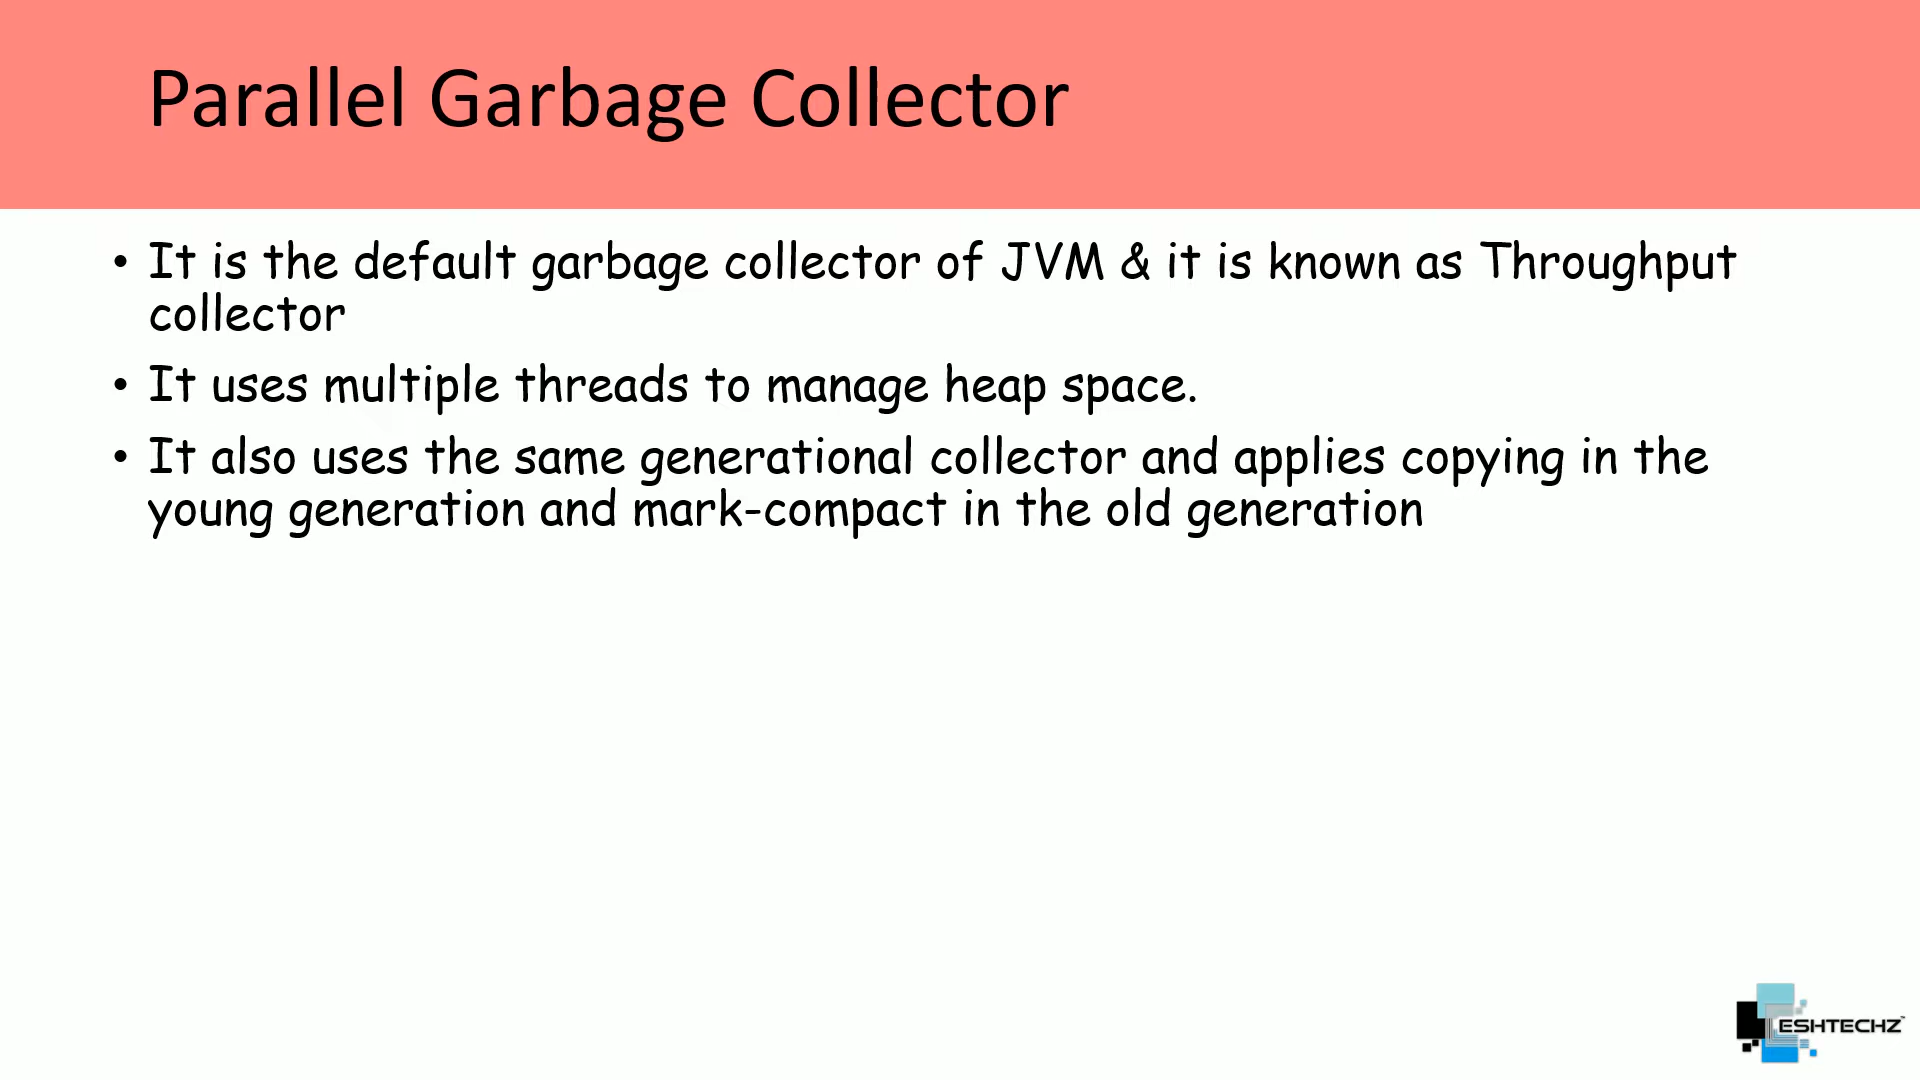 Parallel Garbage Collector
• It is the default garbage collector of JVM & it is known as Throughput
collector
• It uses multiple threads to manage heap space.
• It also uses the same generational collector and applies copying in the
young generation and mark-compact in the old generation
ESHTECHZ™